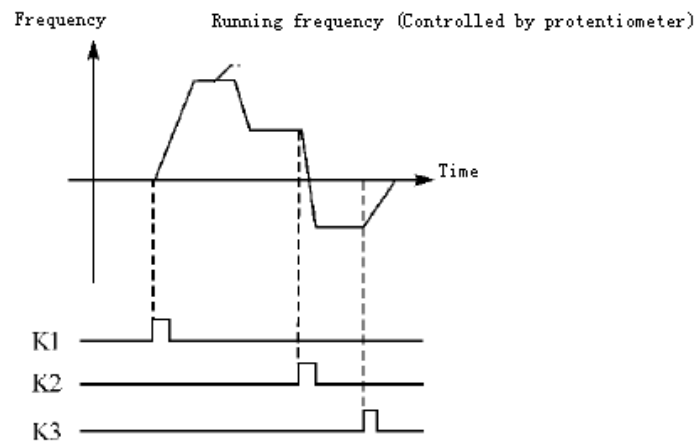 Frequency
Running frequency (Controlled by protentiometer)
Time
K1
K2
K3